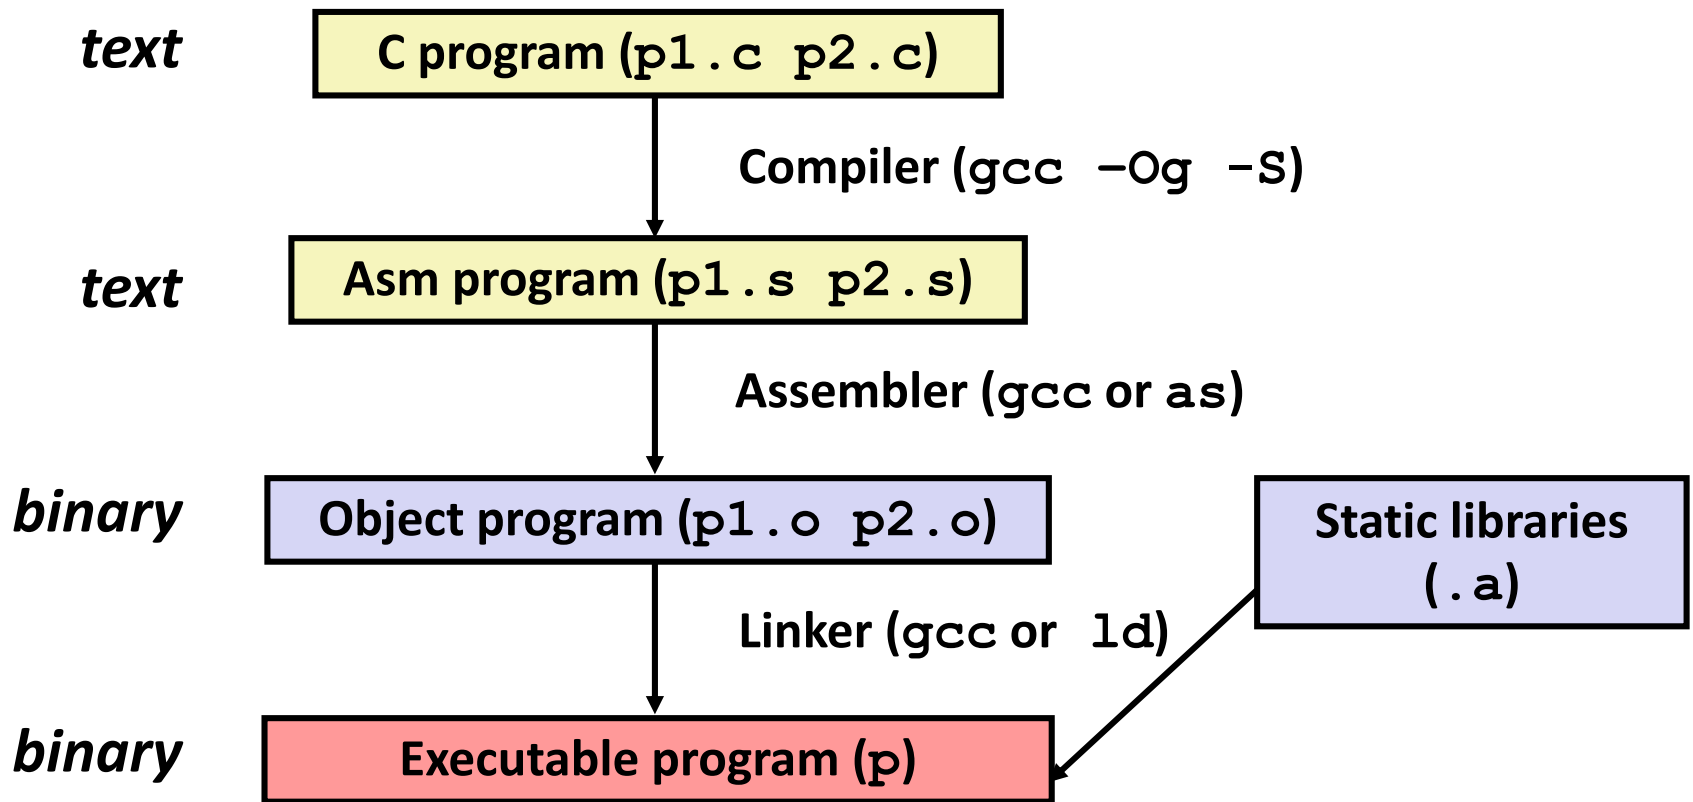 text
C program (p1.c p2.c)
Compiler (gcc –Og -S)
text
Asm program (p1.s p2.s)
Assembler (gcc or as)
binary
Object program (p1.o p2.o)
Static libraries
(.a)
Linker (gcc or ld)
binary
Executable program (p)